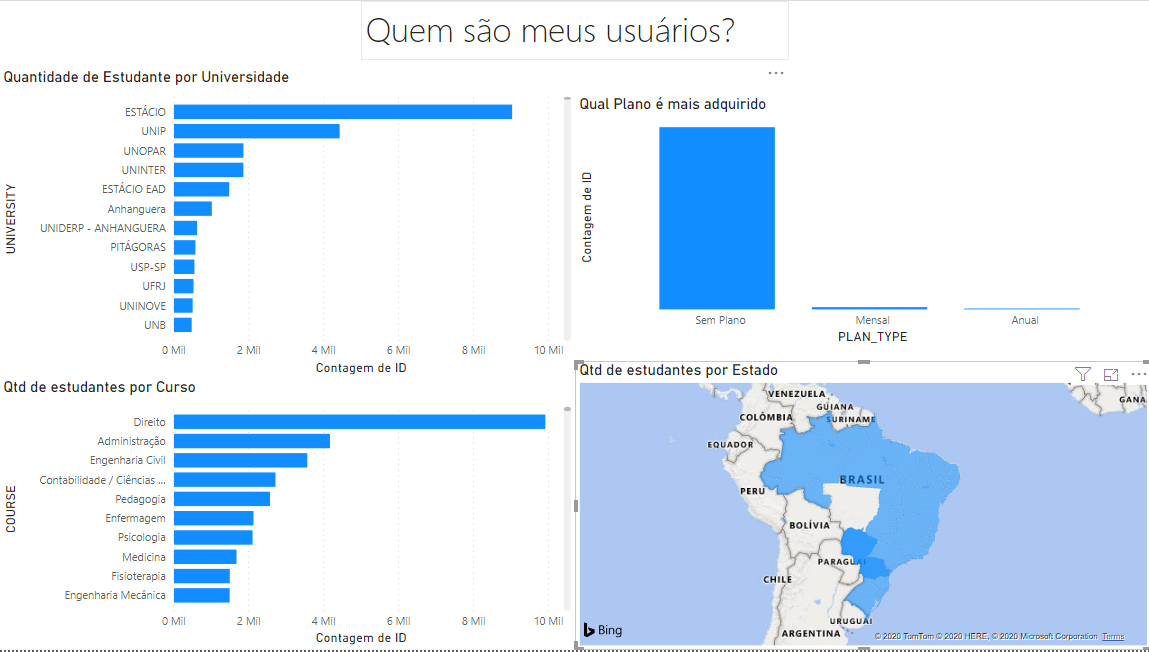 Quem são meus usuários?
Quantidade de Estudante por Universidade
UNIVERSITY
ESTÁCIO
UNIP
UNOPAR
UNINTER
ESTÁCIO EAD
Anhanguera
UNIDERP - ANHANGUERA
PITÁGORAS
USP-SP
UFRJ
UNINOVE
UNB
0 Mil 2 Mil 4 Mil 6 Mil 8 Mil 10 Mil
Contagem de ID
Qual Plano é mais adquirido
Contagem de ID
Sem Plano Mensal Anual
PLAN_TYPE
Qtd de estudantes por Curso
COURSE
Direito
Administração
Engenharia Civil
Contabilidade / Ciências ...
Pedagogia
Enfermagem
Psicologia
Medicina
Fisioterapia
Engenharia Mecânica
0 Mil 2 Mil 4 Mil 6 Mil 8 Mil 10 Mil
Contagem de ID
Qtd de estudantes por Estado
VENEZUELA
GUIANA
GANA
COLÔMBIA
SURINAME
EQUADOR
BRASIL
PERU
BOLÍVIA
PARAGUAI
CHILE
URUGUAI
ARGENTINA
Bing
© 2020 TomTom © 2020 HERE, © 2020 Microsoft Corporation Terms